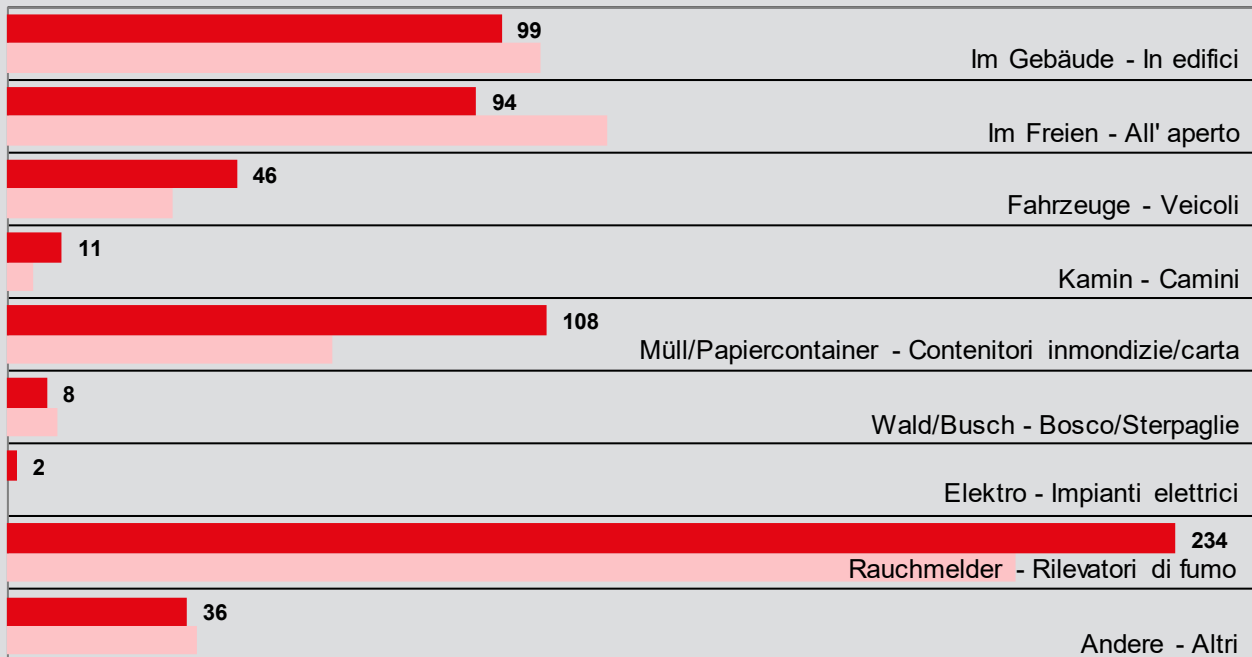 99
Im Gebäude - In edifici
94
Im Freien - All' aperto
46
Fahrzeuge - Veicoli
11
Kamin - Camini
108
Müll/Papiercontainer - Contenitori inmondizie/carta
8
Wald/Busch - Bosco/Sterpaglie
2
Elektro - Impianti elettrici
234
Rauchmelder - Rilevatori di fumo
36
Andere - Altri